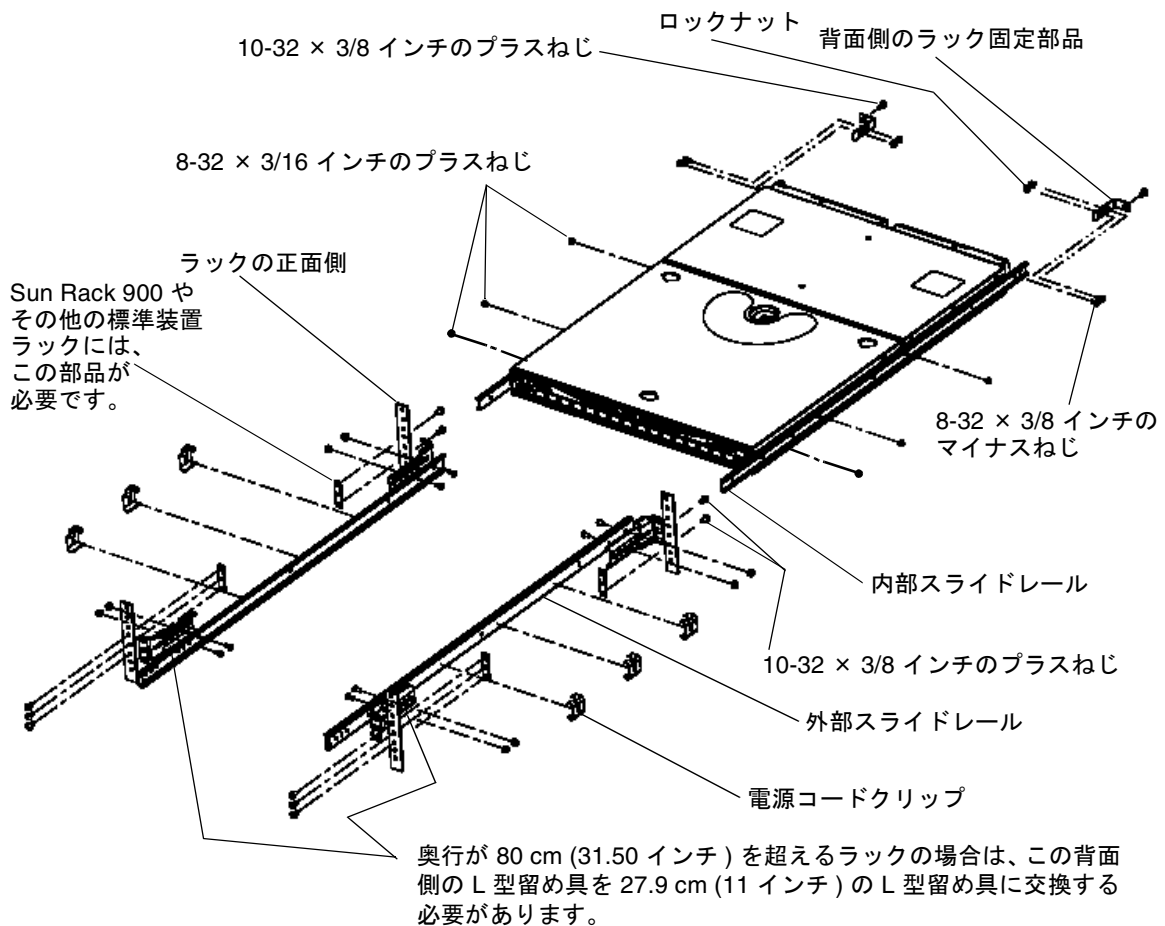 ロックナット
10-32 × 3/8 インチのプラスねじ
背面側のラック固定部品
8-32 × 3/16 インチのプラスねじ
ラックの正面側
Sun Rack 900 や
その他の標準装置
ラックには、
この部品が
必要です。
8-32 × 3/8 インチの
マイナスねじ
内部スライドレール
10-32 × 3/8 インチのプラスねじ
外部スライドレール
電源コードクリップ
奥行が 80 cm (31.50 インチ ) を超えるラックの場合は、この背面
側の L 型留め具を 27.9 cm (11 インチ ) の L 型留め具に交換する
必要があります。